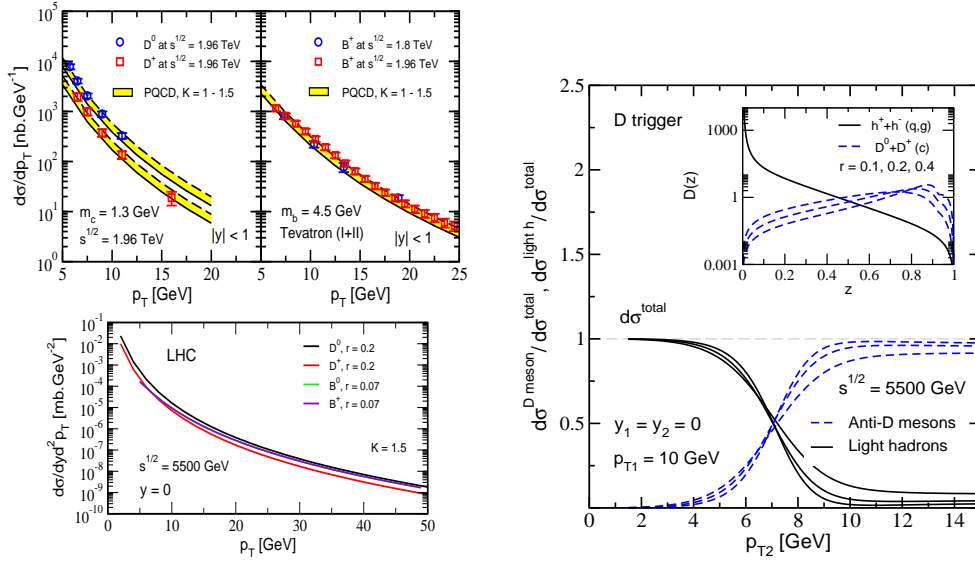 D⁰ at s^1/2 = 1.96 TeV
D⁺ at s^1/2 = 1.96 TeV
PQCD, K = 1 - 1.5
m_c = 1.3 GeV
s^1/2 = 1.96 TeV
|y| < 1
dσ/dp_T [nb.GeV⁻¹]
10⁵
10⁴
10³
10²
10¹
10⁰
5 10 15 20
p_T [GeV]
B⁺ at s^1/2 = 1.8 TeV
B⁺ at s^1/2 = 1.96 TeV
PQCD, K = 1 - 1.5
m_b = 4.5 GeV
Tevatron (I+II)
|y| < 1
5 10 15 20 25
p_T [GeV]
LHC
D⁰, r = 0.2
D⁺, r = 0.2
B⁰, r = 0.07
B⁺, r = 0.07
K = 1.5
s^1/2 = 5500 GeV
y = 0
dσ/dyd²p_T [mb.GeV⁻²]
10⁻¹
10⁻²
10⁻³
10⁻⁴
10⁻⁵
10⁻⁶
10⁻⁷
10⁻⁸
10⁻⁹
10⁻¹⁰
0 10 20 30 40 50
p_T [GeV]
D trigger
dσ^D meson/dσ^total, dσ^light h/dσ^total
2.5
2
1.5
1
0.5
0
h⁺+h⁻ (q,g)
D⁰+D⁺ (c)
r = 0.1, 0.2, 0.4
D(z)
1000
1
0.001
0 0.2 0.4 0.6 0.8 1
z
dσ^total
s^1/2 = 5500 GeV
y₁ = y₂ = 0
p_T1 = 10 GeV
Anti-D mesons
Light hadrons
0 2 4 6 8 10 12 14
p_T2 [GeV]